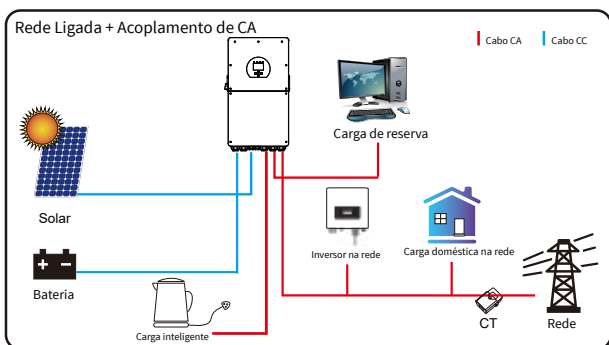 Rede Ligada + Acoplamento de CA
Cabo CA
Cabo CC
Carga de reserva
Solar
Inversor na rede
Carga doméstica na rede
Bateria
Carga inteligente
CT
Rede